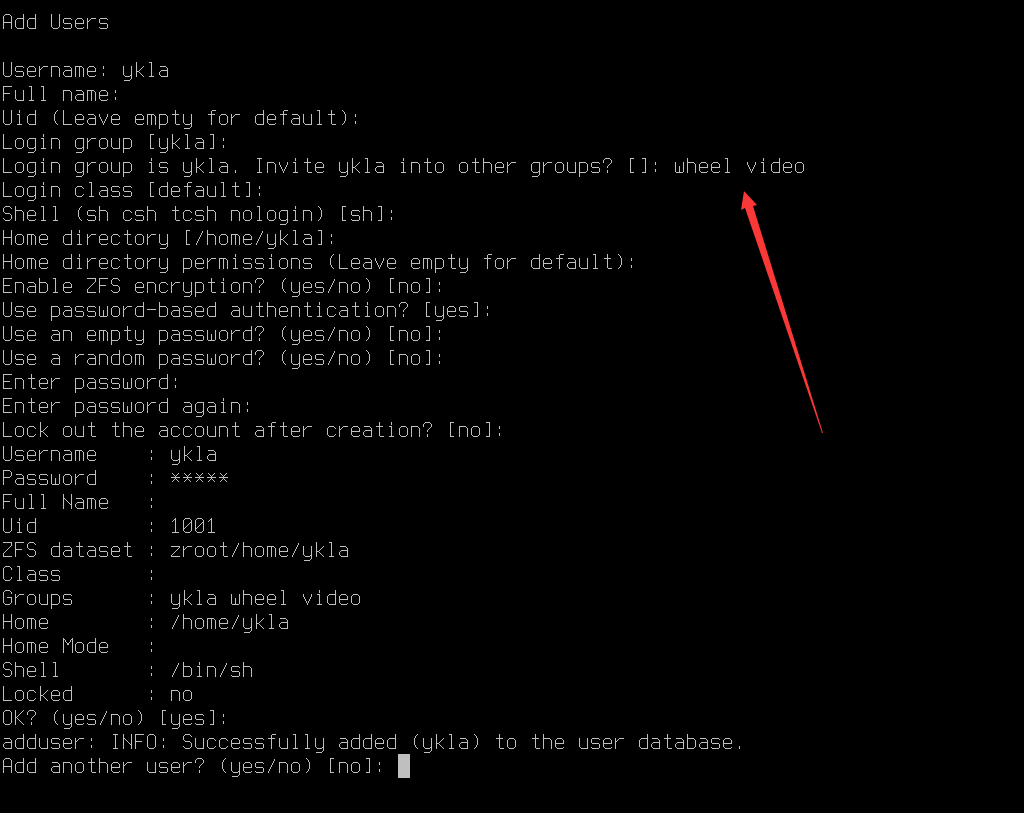 Add Users
Username: ykla
Full name:
Uid (Leave empty for default):
Login group [ykla]:
Login group is ykla. Invite ykla into other groups? []: wheel video
Login class [default]:
Shell (sh csh tcsh nologin) [sh]:
Home directory [/home/ykla]:
Home directory permissions (Leave empty for default):
Enable ZFS encryption? (yes/no) [no]:
Use password-based authentication? [yes]:
Use an empty password? (yes/no) [no]:
Use a random password? (yes/no) [no]:
Enter password:
Enter password again:
Lock out the account after creation? [no]:
Username    : ykla
Password    : *****
Full Name   :
Uid         : 1001
ZFS dataset : zroot/home/ykla
Class       :
Groups      : ykla wheel video
Home        : /home/ykla
Home Mode   :
Shell       : /bin/sh
Locked      : no
OK? (yes/no) [yes]:
adduser: INFO: Successfully added (ykla) to the user database.
Add another user? (yes/no) [no]: